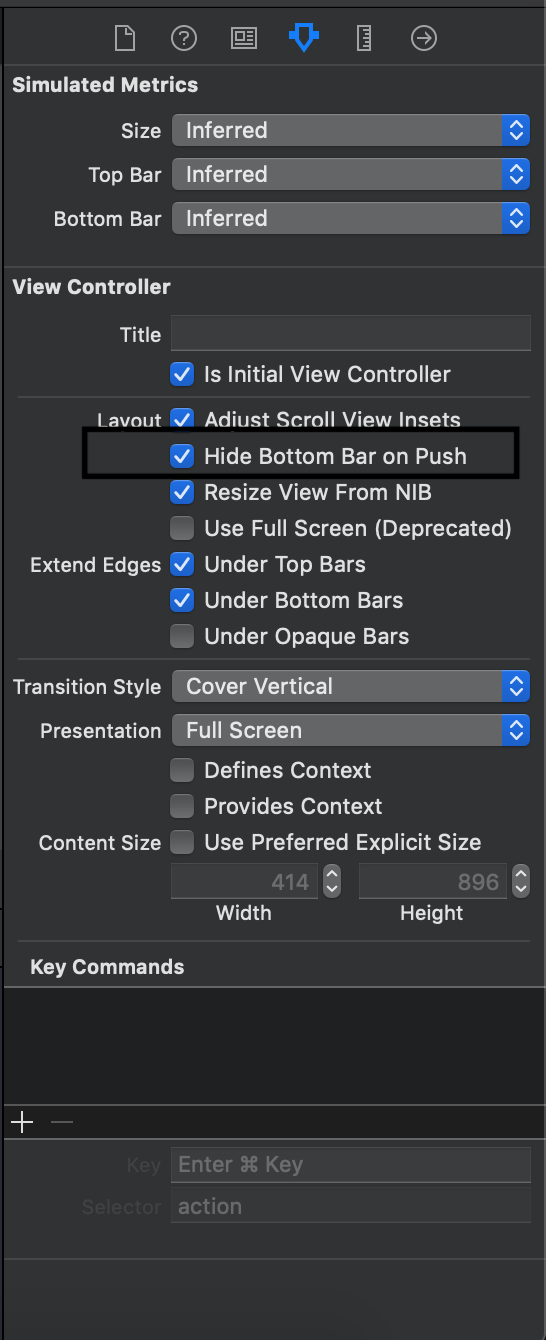 Simulated Metrics
Size Inferred
Top Bar Inferred
Bottom Bar Inferred
View Controller
Title
Is Initial View Controller
Layout Adjust Scroll View Insets
Hide Bottom Bar on Push
Resize View From NIB
Use Full Screen (Deprecated)
Extend Edges Under Top Bars
Under Bottom Bars
Under Opaque Bars
Transition Style Cover Vertical
Presentation Full Screen
Defines Context
Provides Context
Content Size Use Preferred Explicit Size
414 896
Width Height
Key Commands
Key Enter ⌘ Key
Selector action